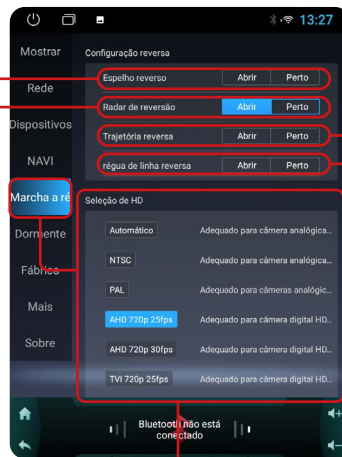 13:27
Mostrar
Rede
Dispositivos
NAVI
Marcha a ré
Dormente
Fábrica
Mais
Sobre
Configuração reversa
Espelho reverso Abrir Perto
Radar de reversão Abrir Perto
Trajetória reversa Abrir Perto
régua de linha reversa Abrir Perto
Seleção de HD
Automático Adequado para câmera analógica...
NTSC Adequado para câmera analógica...
PAL Adequado para câmeras analógic...
AHD 720p 25fps Adequado para câmera digital HD...
AHD 720p 30fps Adequado para câmera digital HD...
TVI 720p 25fps Adequado para câmera digital HD...
Bluetooth não está
conectado